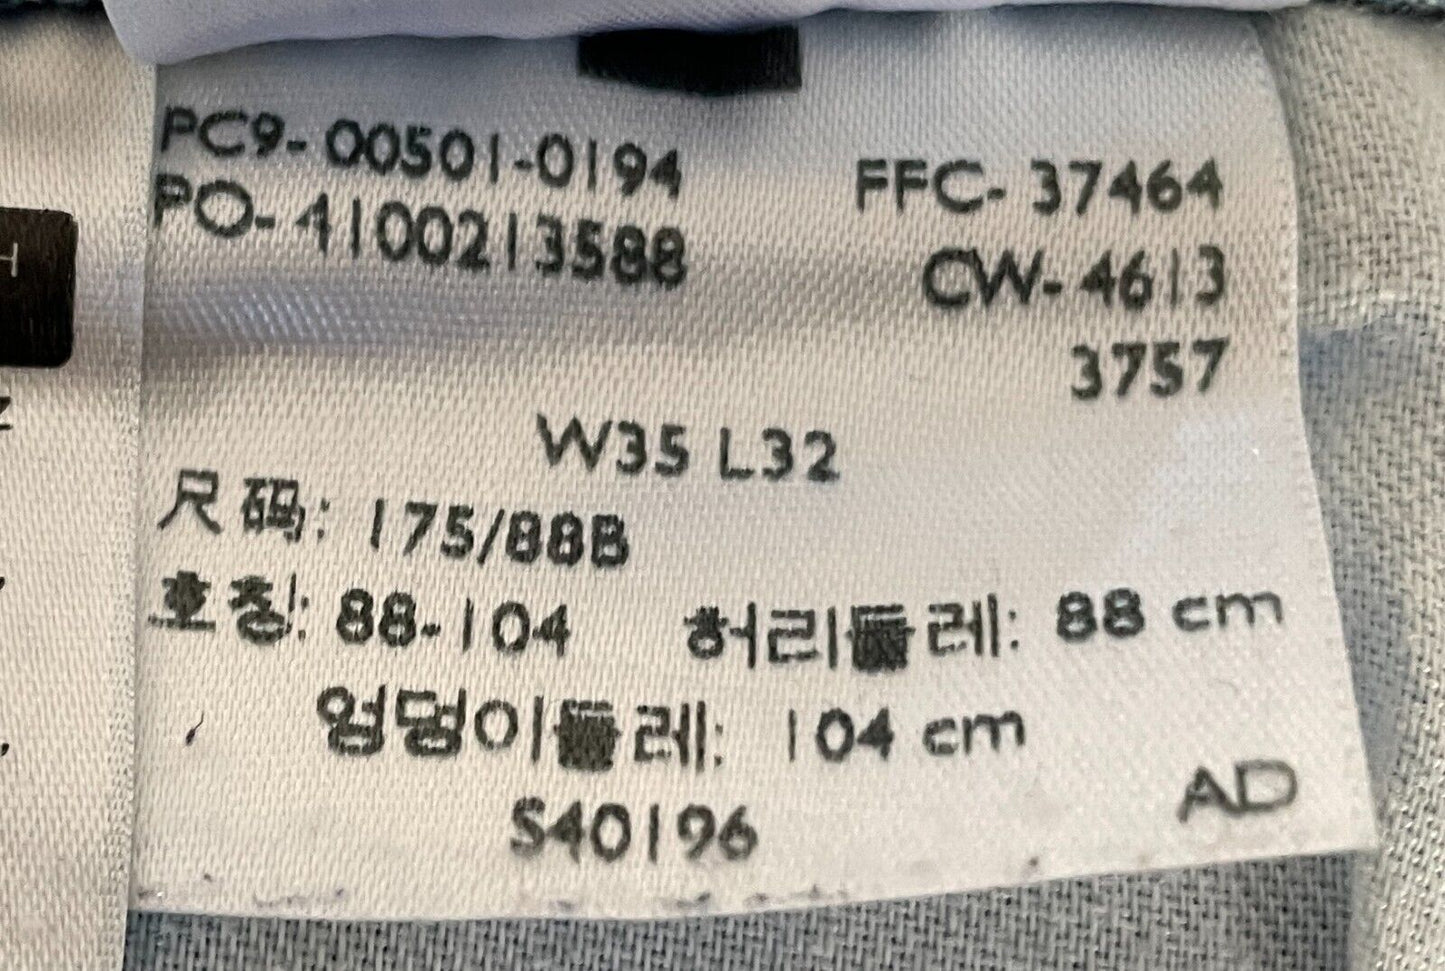 PC9-00501-0194
PO-4100213588
FFC-37464
CW-4613
3757
W35 L32
尺码: 175/88B
호칭: 88-104 허리둘레: 88 cm
엉덩이둘레: 104 cm
S40196
AD